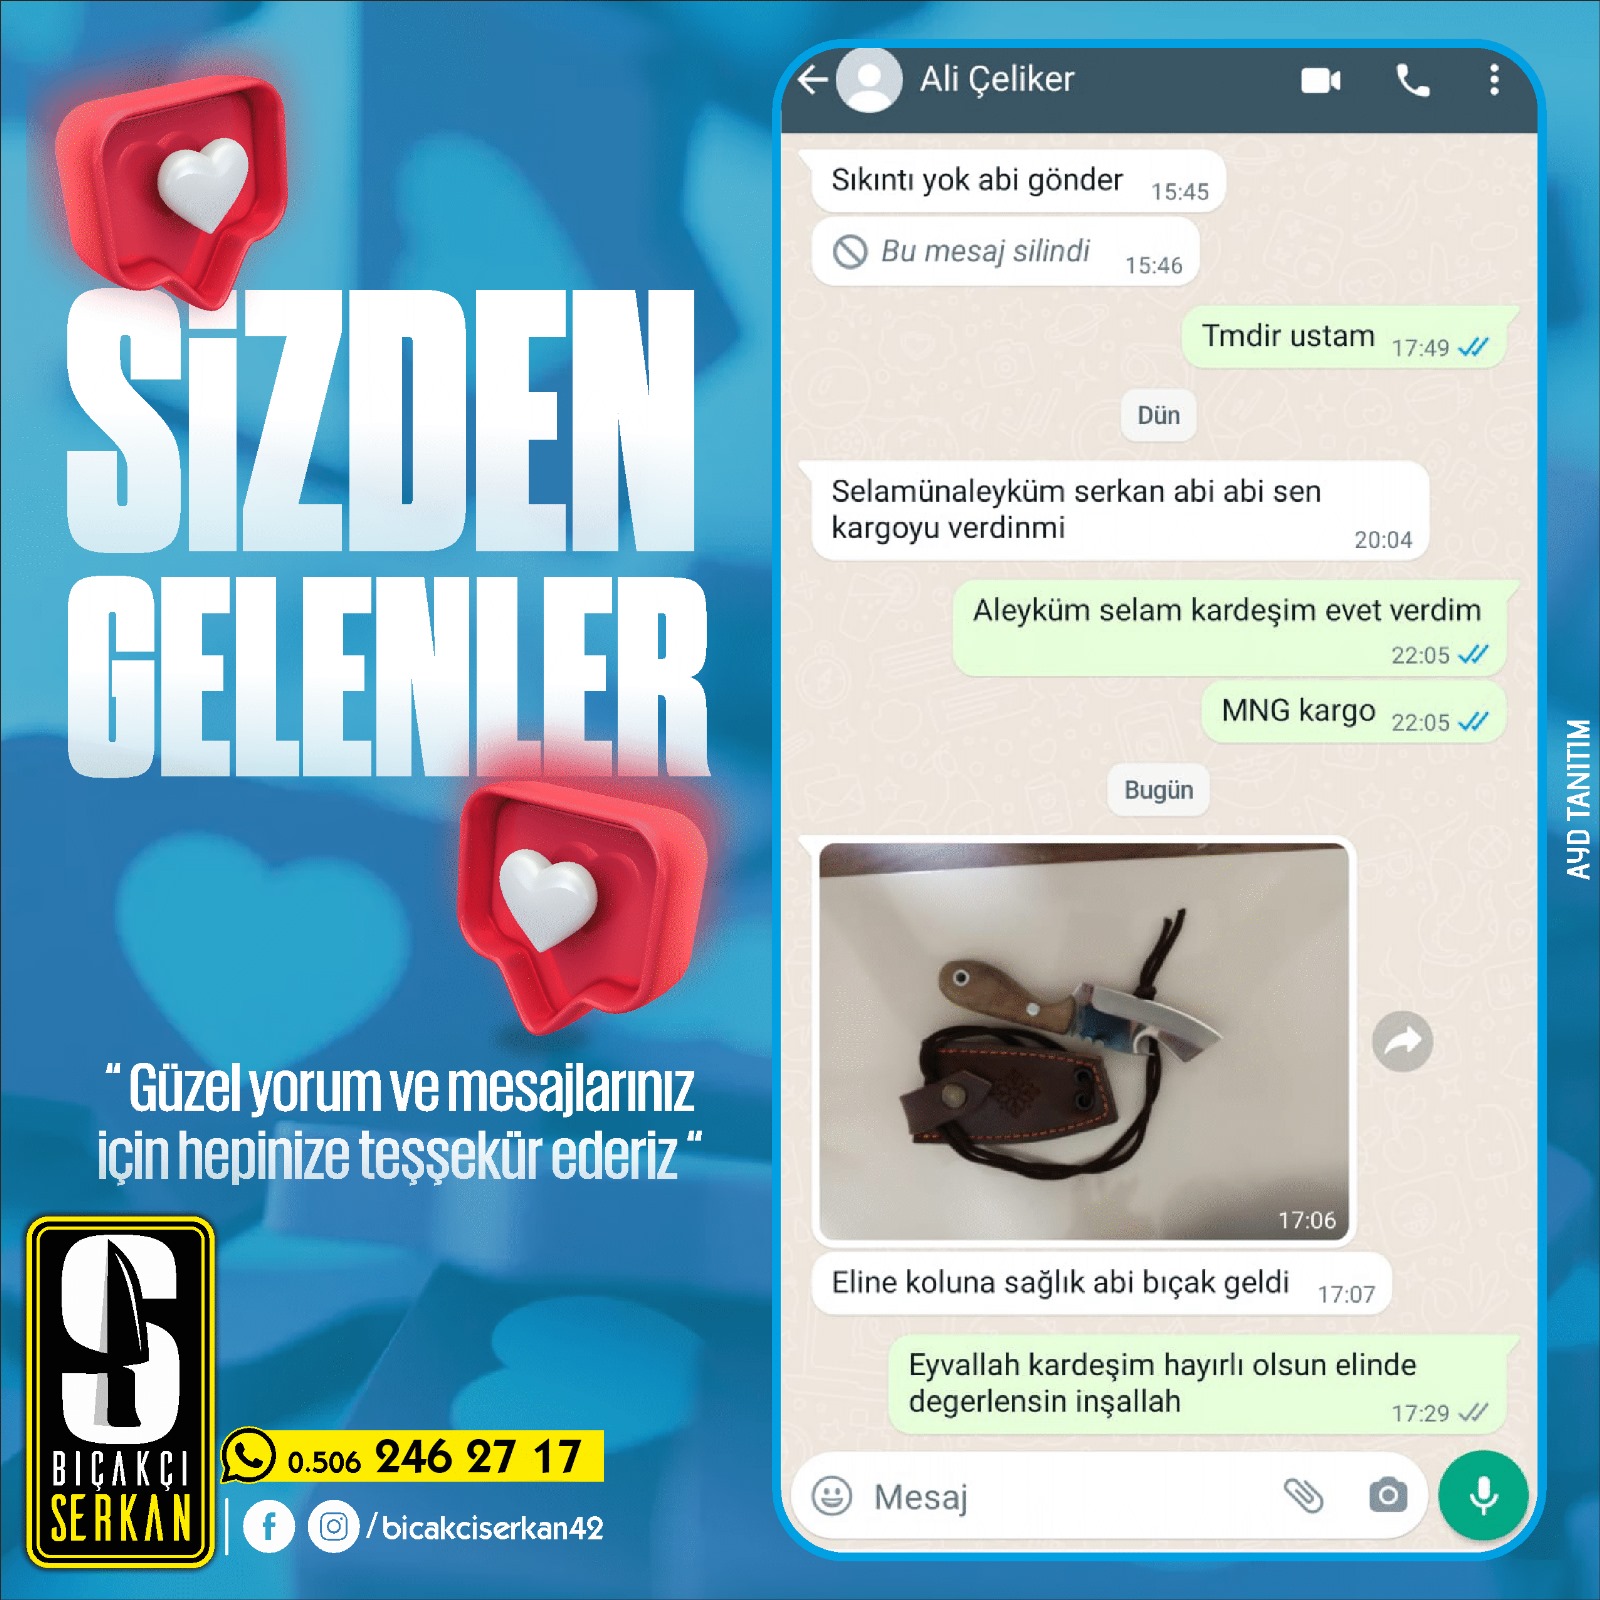 SiZDEN
GELENLER
“ Güzel yorum ve mesajlarınız
için hepinize teşşekür ederiz “
BIÇAKÇI
SERKAN
0.506 246 27 17
/bicakciserkan42
Ali Çeliker
Sıkıntı yok abi gönder 15:45
Bu mesaj silindi 15:46
Tmdir ustam 17:49
Dün
Selamünaleyküm serkan abi abi sen
kargoyu verdinmi 20:04
Aleyküm selam kardeşim evet verdim
22:05
MNG kargo 22:05
Bugün
17:06
Eline koluna sağlık abi bıçak geldi 17:07
Eyvallah kardeşim hayırlı olsun elinde
degerlensin inşallah 17:29
Mesaj
AYD TANITIM